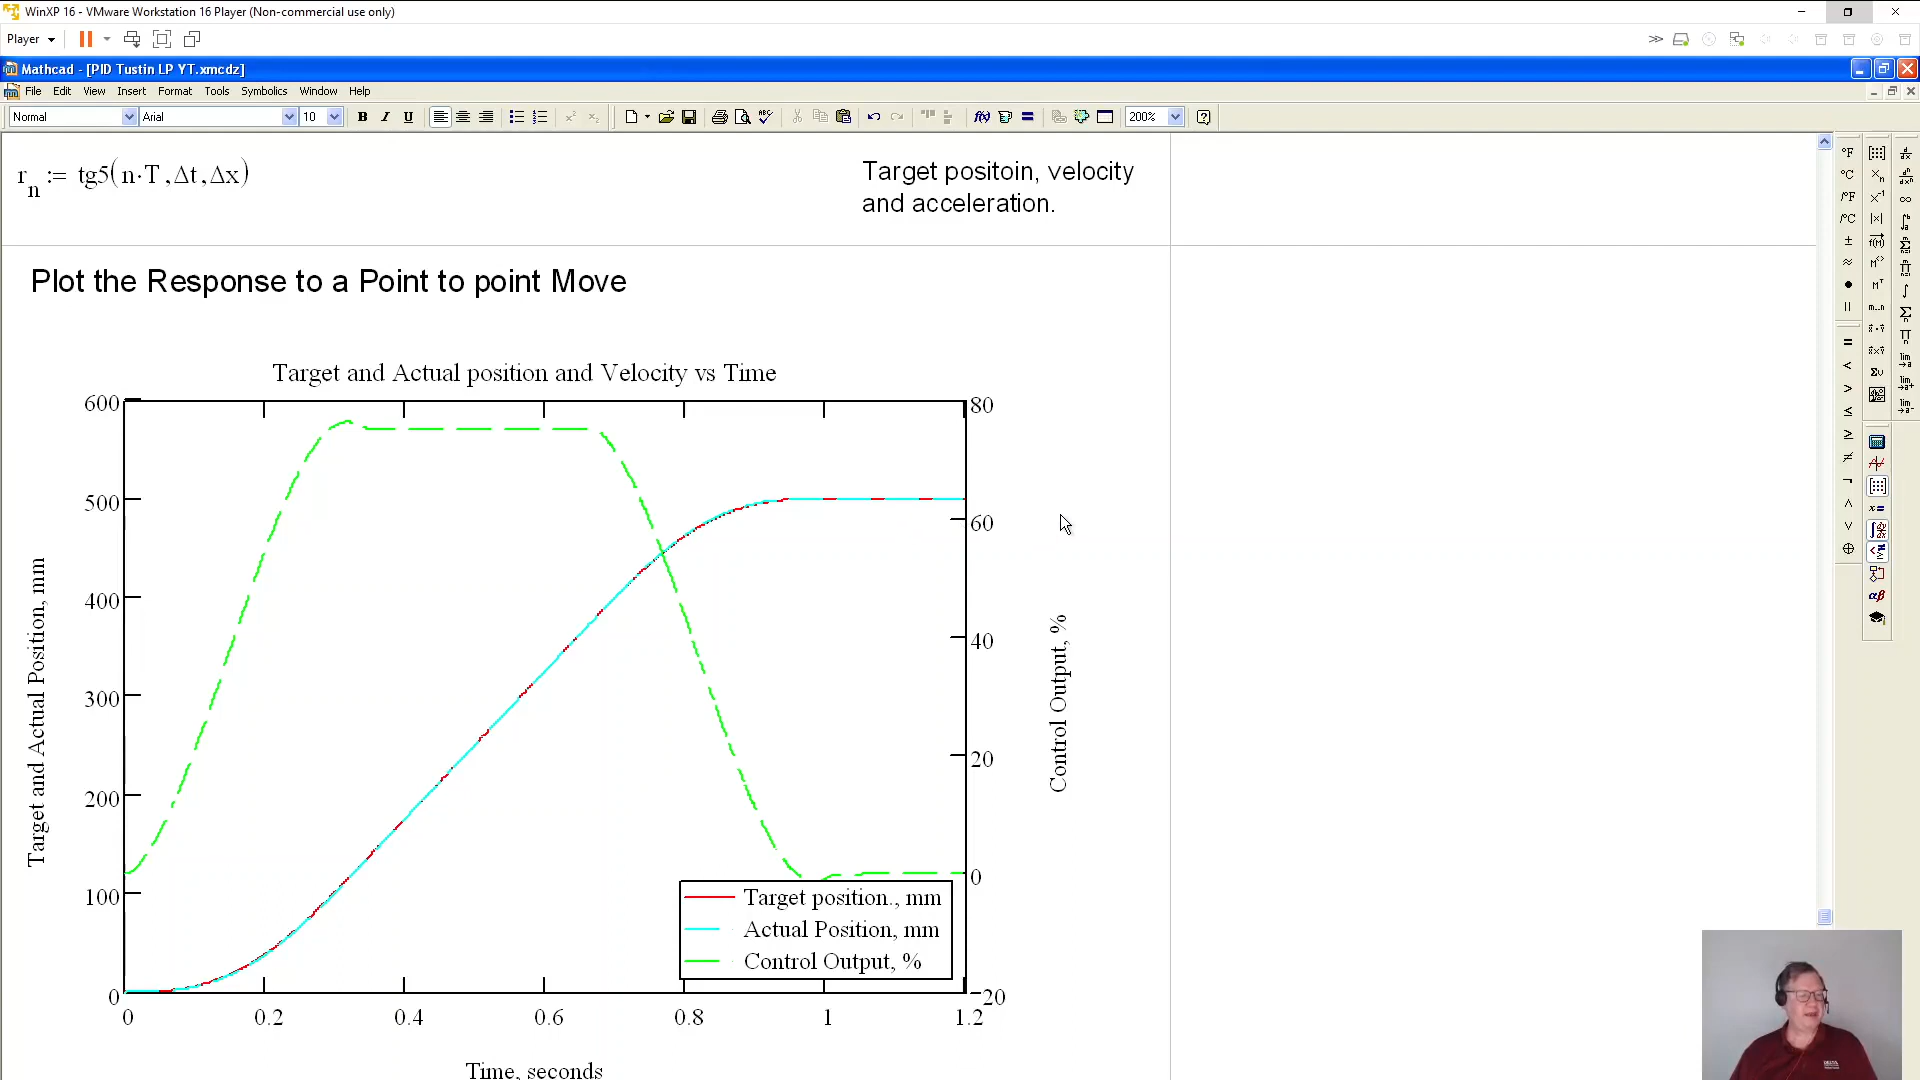 WinXP 16 - VMware Workstation 16 Player (Non-commercial use only)
Player
Mathcad - [PID Tustin LP YT.xmcdz]
File Edit View Insert Format Tools Symbolics Window Help
Normal Arial 10 B I U 200%
rn := tg5(n·T, Δt, Δx)
Target positoin, velocity
and acceleration.
Plot the Response to a Point to point Move
Target and Actual position and Velocity vs Time
Target and Actual Position, mm
600
500
400
300
200
100
0
80
60
40
20
0
−20
Control Output, %
Target position., mm
Actual Position, mm
Control Output, %
0 0.2 0.4 0.6 0.8 1 1.2
Time, seconds